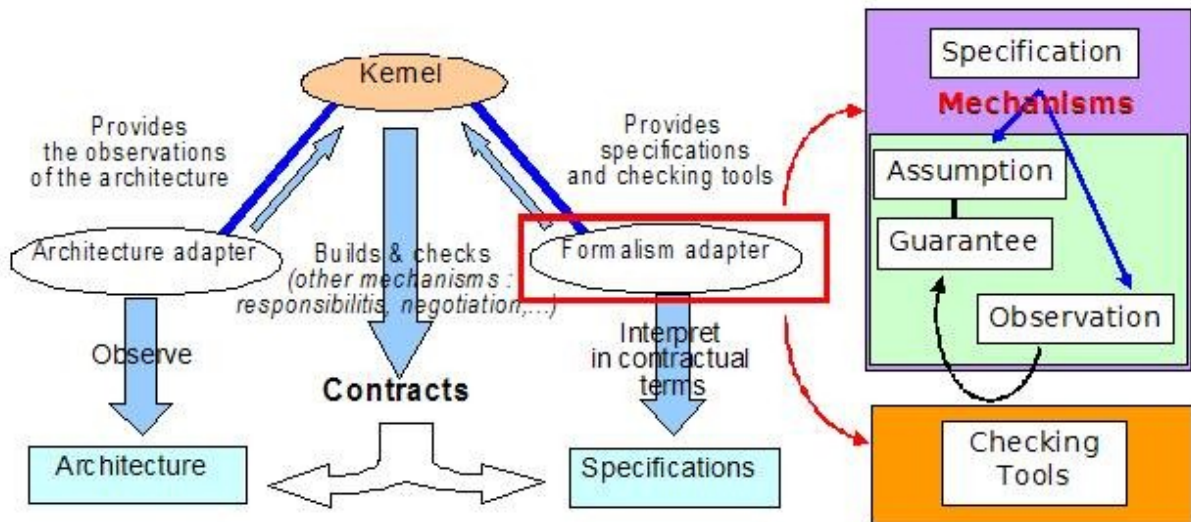 Kernel
Provides
the observations
of the architecture
Provides
specifications
and checking tools
Architecture adapter
Builds & checks
(other mechanisms :
responsibilitis, negotiation,...)
Formalism adapter
Observe
Interpret
in contractual
terms
Contracts
Architecture
Specifications
Specification
Mechanisms
Assumption
Guarantee
Observation
Checking
Tools